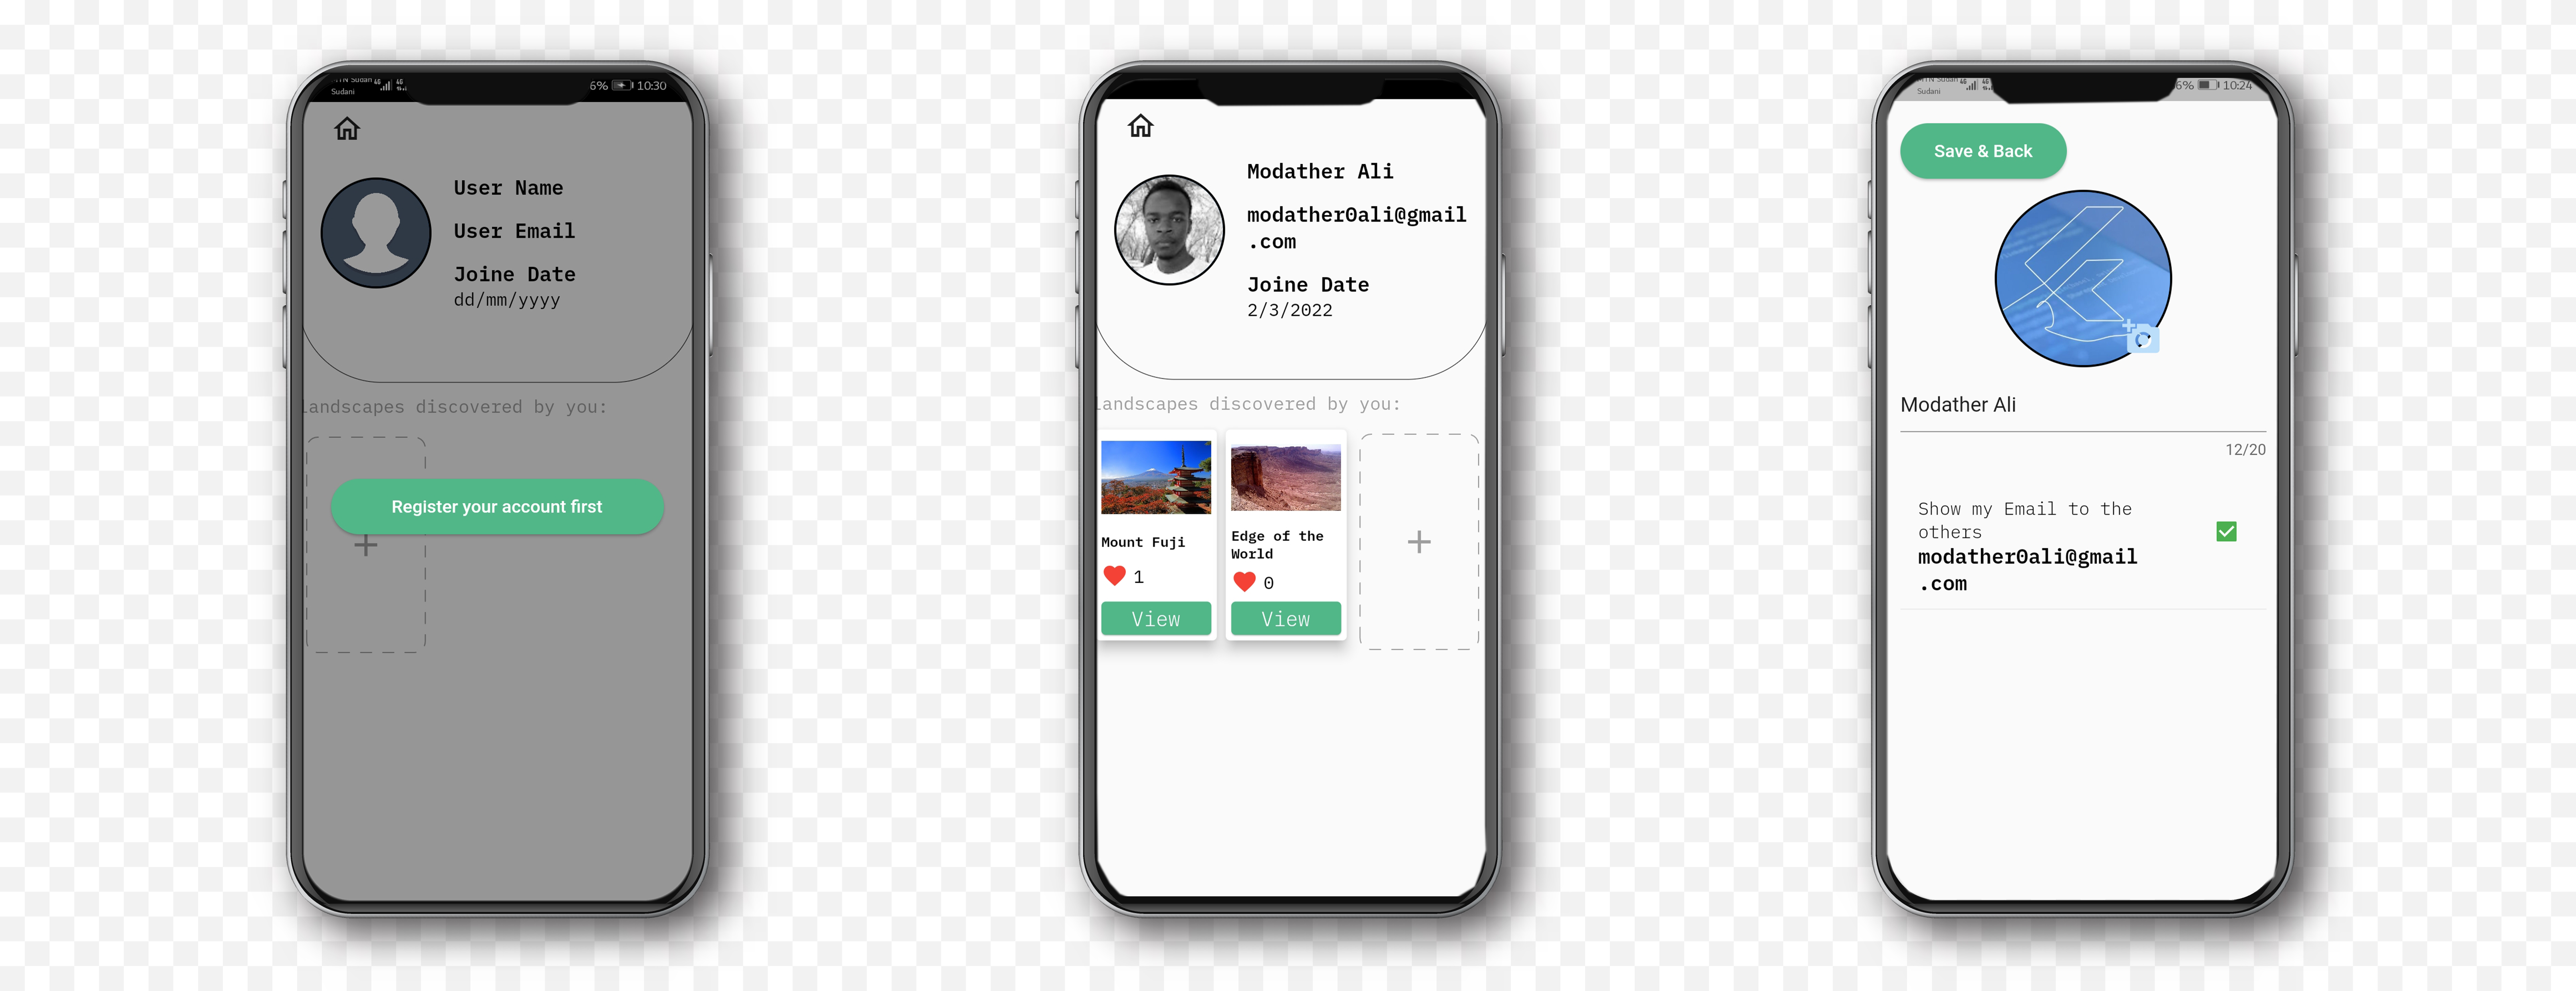 Sudani
6% 10:30
User Name
User Email
Joine Date
dd/mm/yyyy
landscapes discovered by you:
Register your account first
+
Modather Ali
modather0ali@gmail
.com
Joine Date
2/3/2022
landscapes discovered by you:
Mount Fuji
1
View
Edge of the
World
0
View
+
Sudani
6% 10:24
Save & Back
Modather Ali
12/20
Show my Email to the
others
modather0ali@gmail
.com